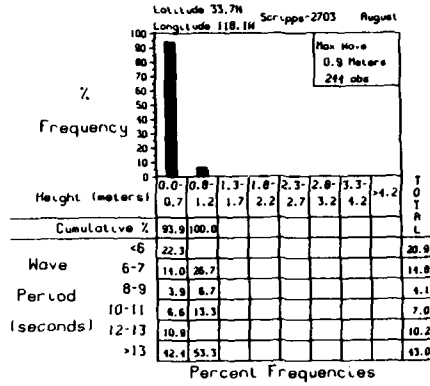 Latitude 33.7N
Longitude 118.1W
Scripps-2703 August
Max Wave
0.9 Meters
244 obs
% Frequency
100
90
80
70
60
50
40
30
20
10
0
Height (meters) 0.0-0.7 0.8-1.2 1.3-1.7 1.8-2.2 2.3-2.7 2.8-3.2 3.3-4.2 >4.2 TOTAL
Cumulative % 93.9 100.0
Wave Period (seconds)
<6 22.3 20.9
6-7 14.0 26.7 14.8
8-9 3.9 6.7 4.1
10-11 6.6 13.3 7.0
12-13 10.9 10.2
>13 42.4 53.3 43.0
Percent Frequencies